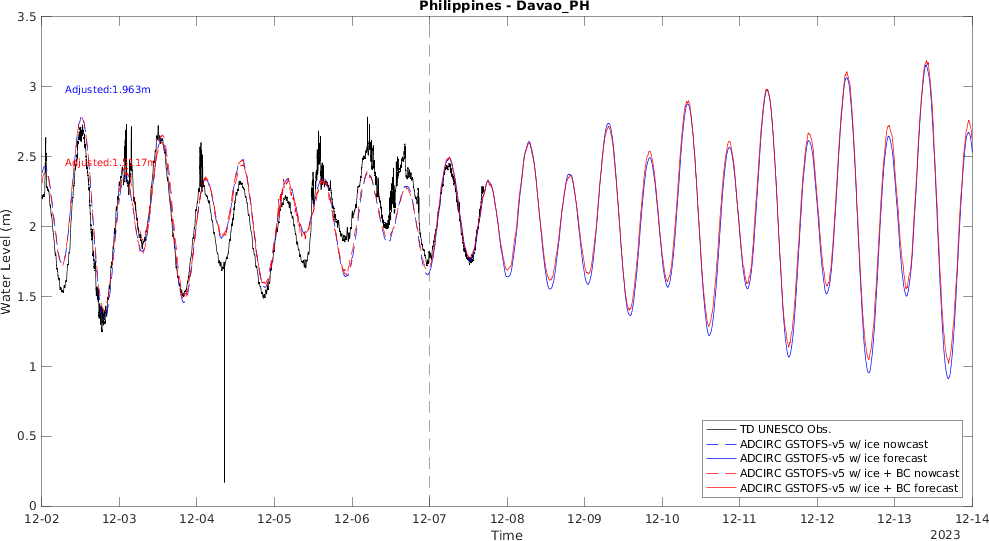 Philippines - Davao_PH
3.5
3
2.5
2
1.5
1
0.5
0
Water Level (m)
Adjusted:1.963m
TD UNESCO Obs.
ADCIRC GSTOFS-v5 w/ ice nowcast
ADCIRC GSTOFS-v5 w/ ice forecast
ADCIRC GSTOFS-v5 w/ ice + BC nowcast
ADCIRC GSTOFS-v5 w/ ice + BC forecast
12-02 12-03 12-04 12-05 12-06 12-07 12-08 12-09 12-10 12-11 12-12 12-13 12-14
Time 2023